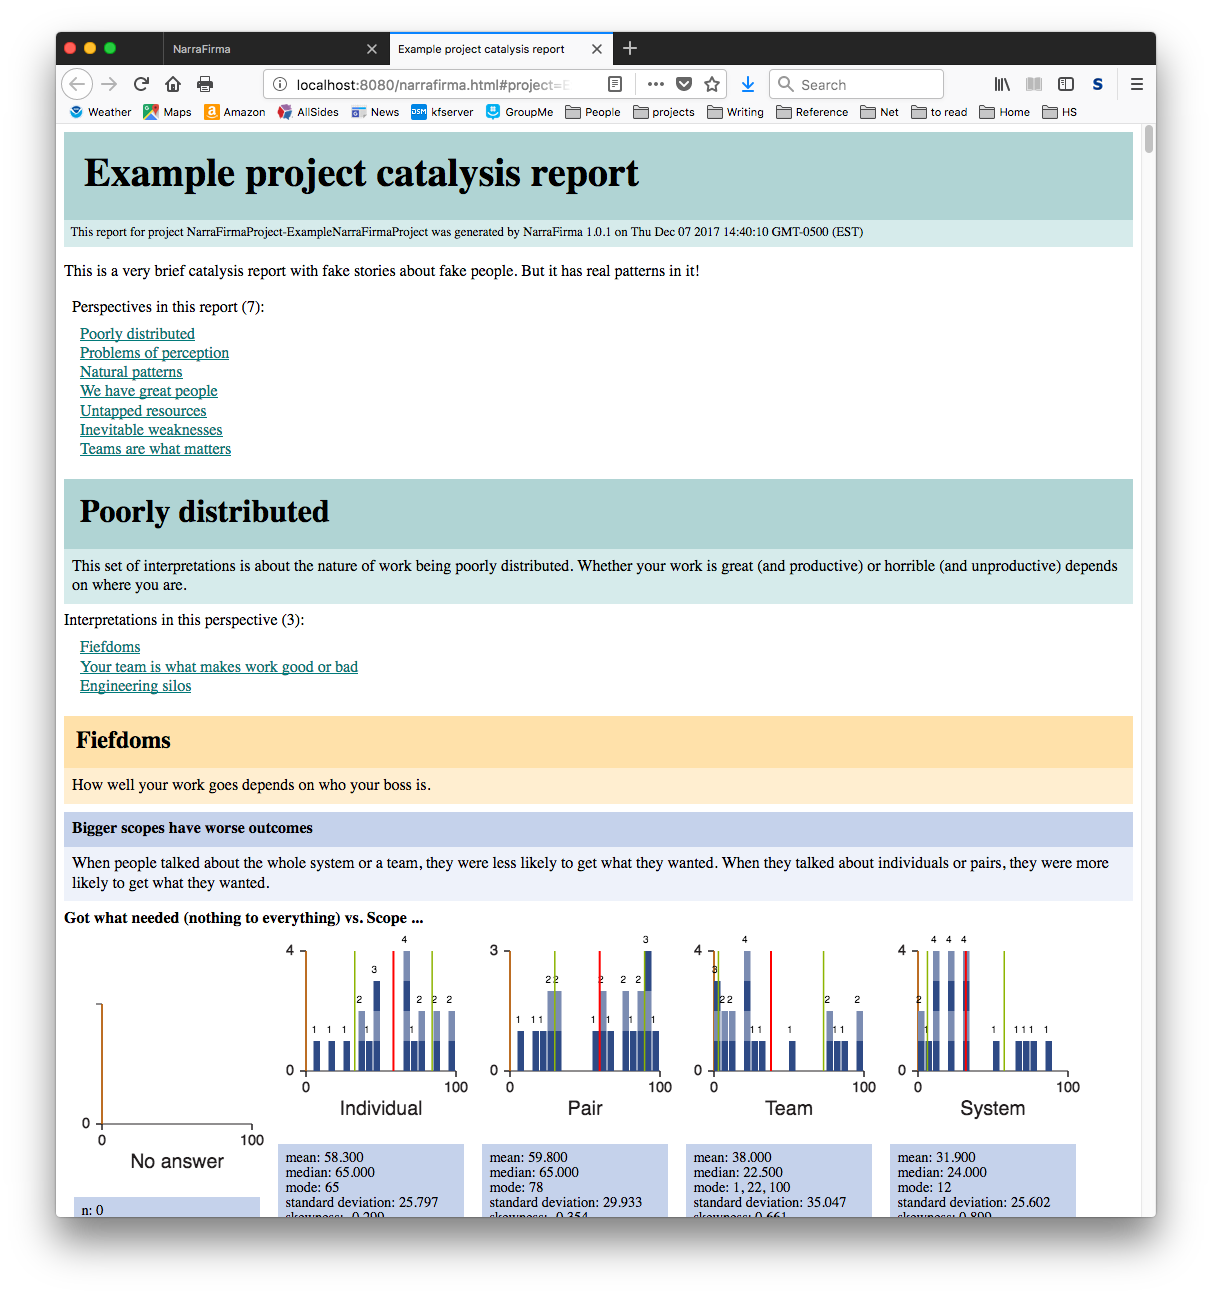 NarraFirma
Example project catalysis report
localhost:8080/narrafirma.html#project=E
Search
Weather Maps Amazon AllSides News kfserver GroupMe People projects Writing Reference Net to read Home HS
Example project catalysis report
This report for project NarraFirmaProject-ExampleNarraFirmaProject was generated by NarraFirma 1.0.1 on Thu Dec 07 2017 14:40:10 GMT-0500 (EST)
This is a very brief catalysis report with fake stories about fake people. But it has real patterns in it!
Perspectives in this report (7):
Poorly distributed
Problems of perception
Natural patterns
We have great people
Untapped resources
Inevitable weaknesses
Teams are what matters
Poorly distributed
This set of interpretations is about the nature of work being poorly distributed. Whether your work is great (and productive) or horrible (and unproductive) depends
on where you are.
Interpretations in this perspective (3):
Fiefdoms
Your team is what makes work good or bad
Engineering silos
Fiefdoms
How well your work goes depends on who your boss is.
Bigger scopes have worse outcomes
When people talked about the whole system or a team, they were less likely to get what they wanted. When they talked about individuals or pairs, they were more
likely to get what they wanted.
Got what needed (nothing to everything) vs. Scope ...
0
0 100
No answer
n: 0
4
0
0 100
1 1 1 2 1 3 4 1 2 2 2
Individual
mean: 58.300
median: 65.000
mode: 65
standard deviation: 25.797
skewness: -0.299
3
0
0 100
1 1 1 2 2 1 2 1 2 1 2 3 1
Pair
mean: 59.800
median: 65.000
mode: 78
standard deviation: 29.933
skewness: -0.354
4
0
0 100
3 2 2 4 1 1 1 2 1 1 2
Team
mean: 38.000
median: 22.500
mode: 1, 22, 100
standard deviation: 35.047
skewness: 0.661
4
0
0 100
2 1 4 4 4 1 1 1 1 1
System
mean: 31.900
median: 24.000
mode: 12
standard deviation: 25.602
skewness: 0.899